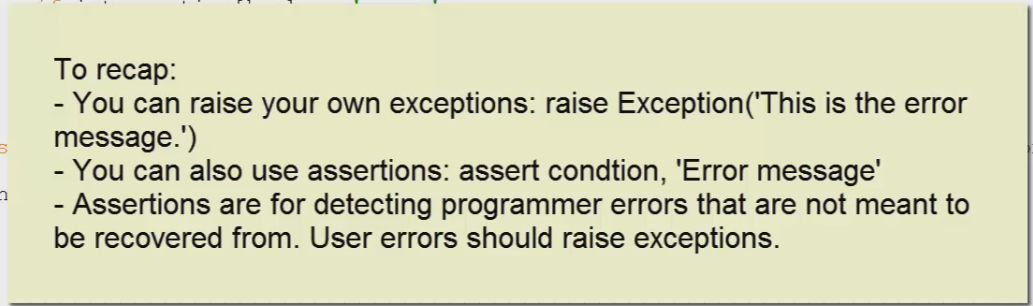 To recap:
- You can raise your own exceptions: raise Exception('This is the error
message.')
- You can also use assertions: assert condtion, 'Error message'
- Assertions are for detecting programmer errors that are not meant to
be recovered from. User errors should raise exceptions.